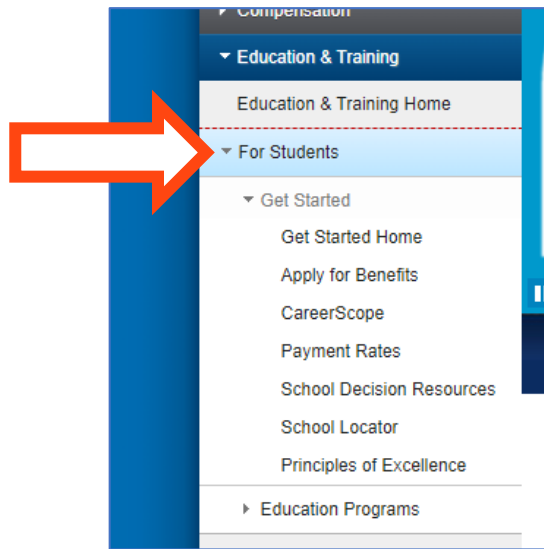 Compensation
Education & Training
Education & Training Home
For Students
Get Started
Get Started Home
Apply for Benefits
CareerScope
Payment Rates
School Decision Resources
School Locator
Principles of Excellence
Education Programs